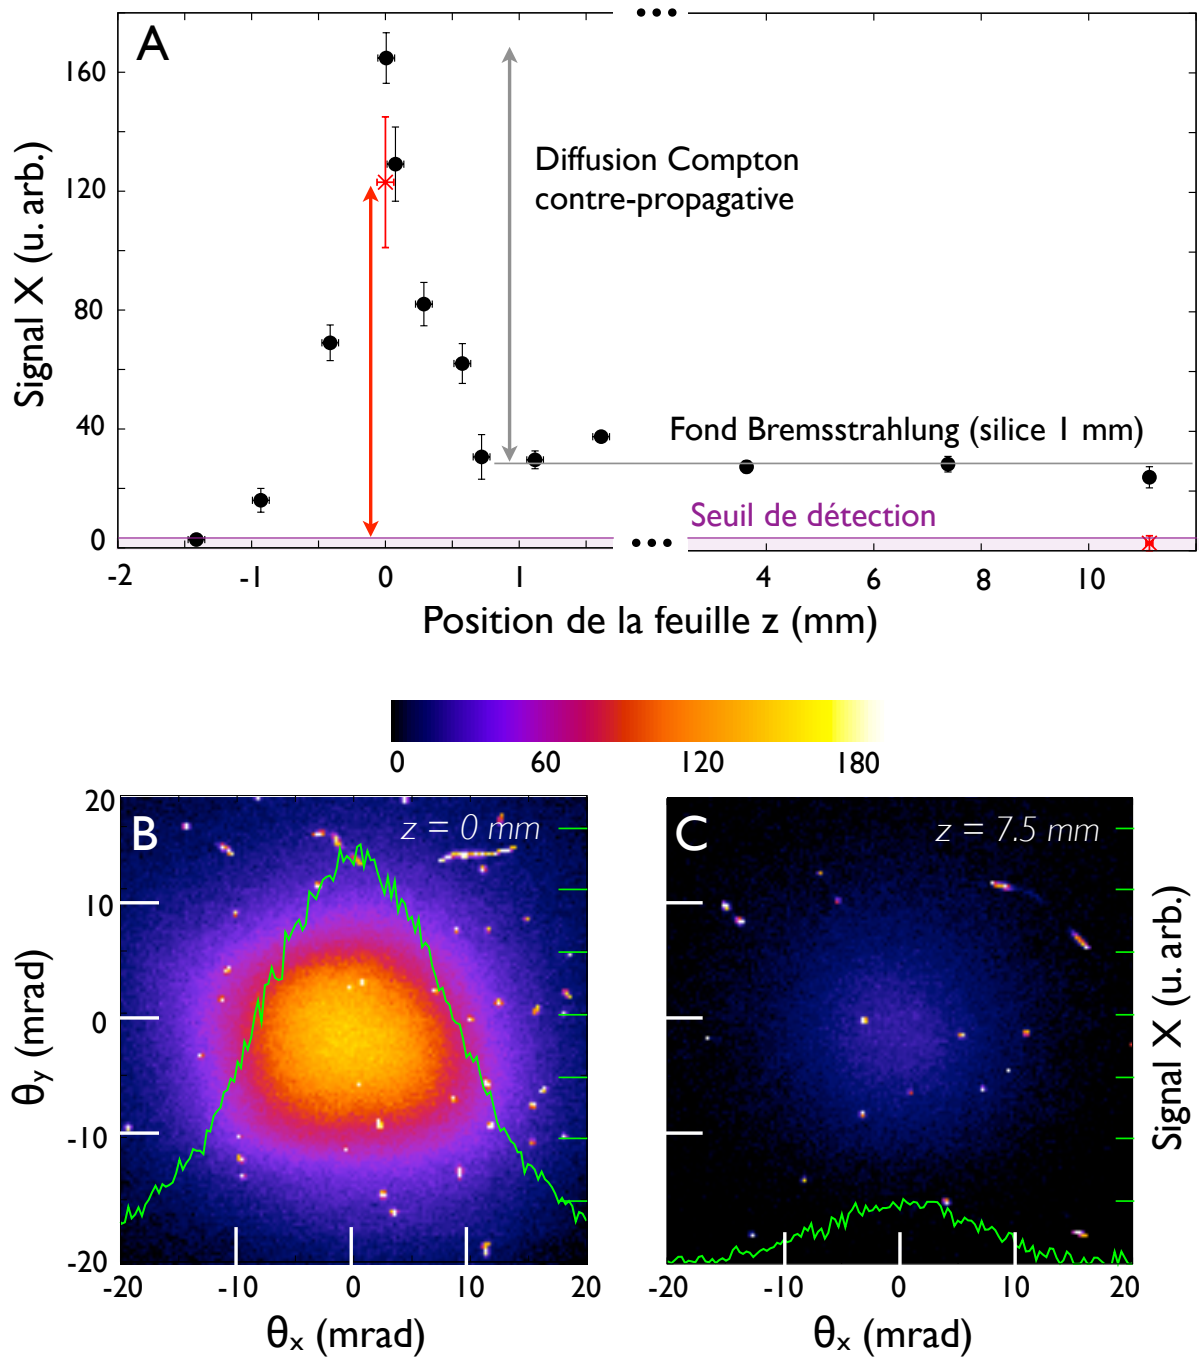 A
Signal X (u. arb.)
160
120
80
40
0
Diffusion Compton
contre-propagative
Fond Bremsstrahlung (silice 1 mm)
Seuil de détection
-2 -1 0 1 4 6 8 10
Position de la feuille z (mm)
0 60 120 180
B
z = 0 mm
θy (mrad)
20
10
0
-10
-20
-20 -10 0 10 20
θx (mrad)
C
z = 7.5 mm
Signal X (u. arb.)
-20 -10 0 10 20
θx (mrad)